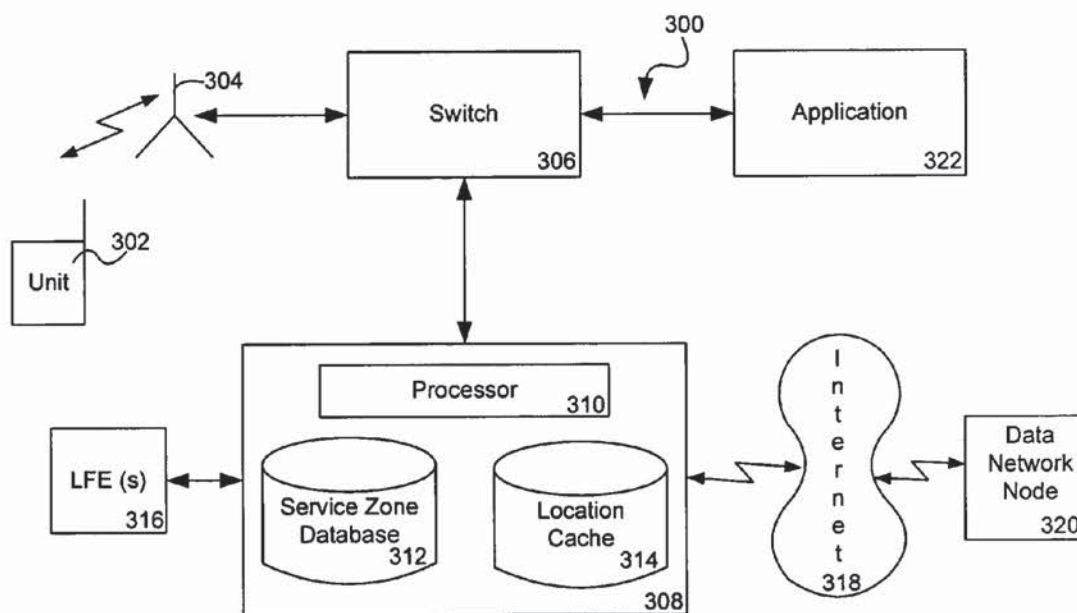 300
304
Switch
306
Application
322
302
Unit
Processor
310
LFE (s)
316
Service Zone
Database
312
Location
Cache
314
308
Internet
318
Data
Network
Node
320